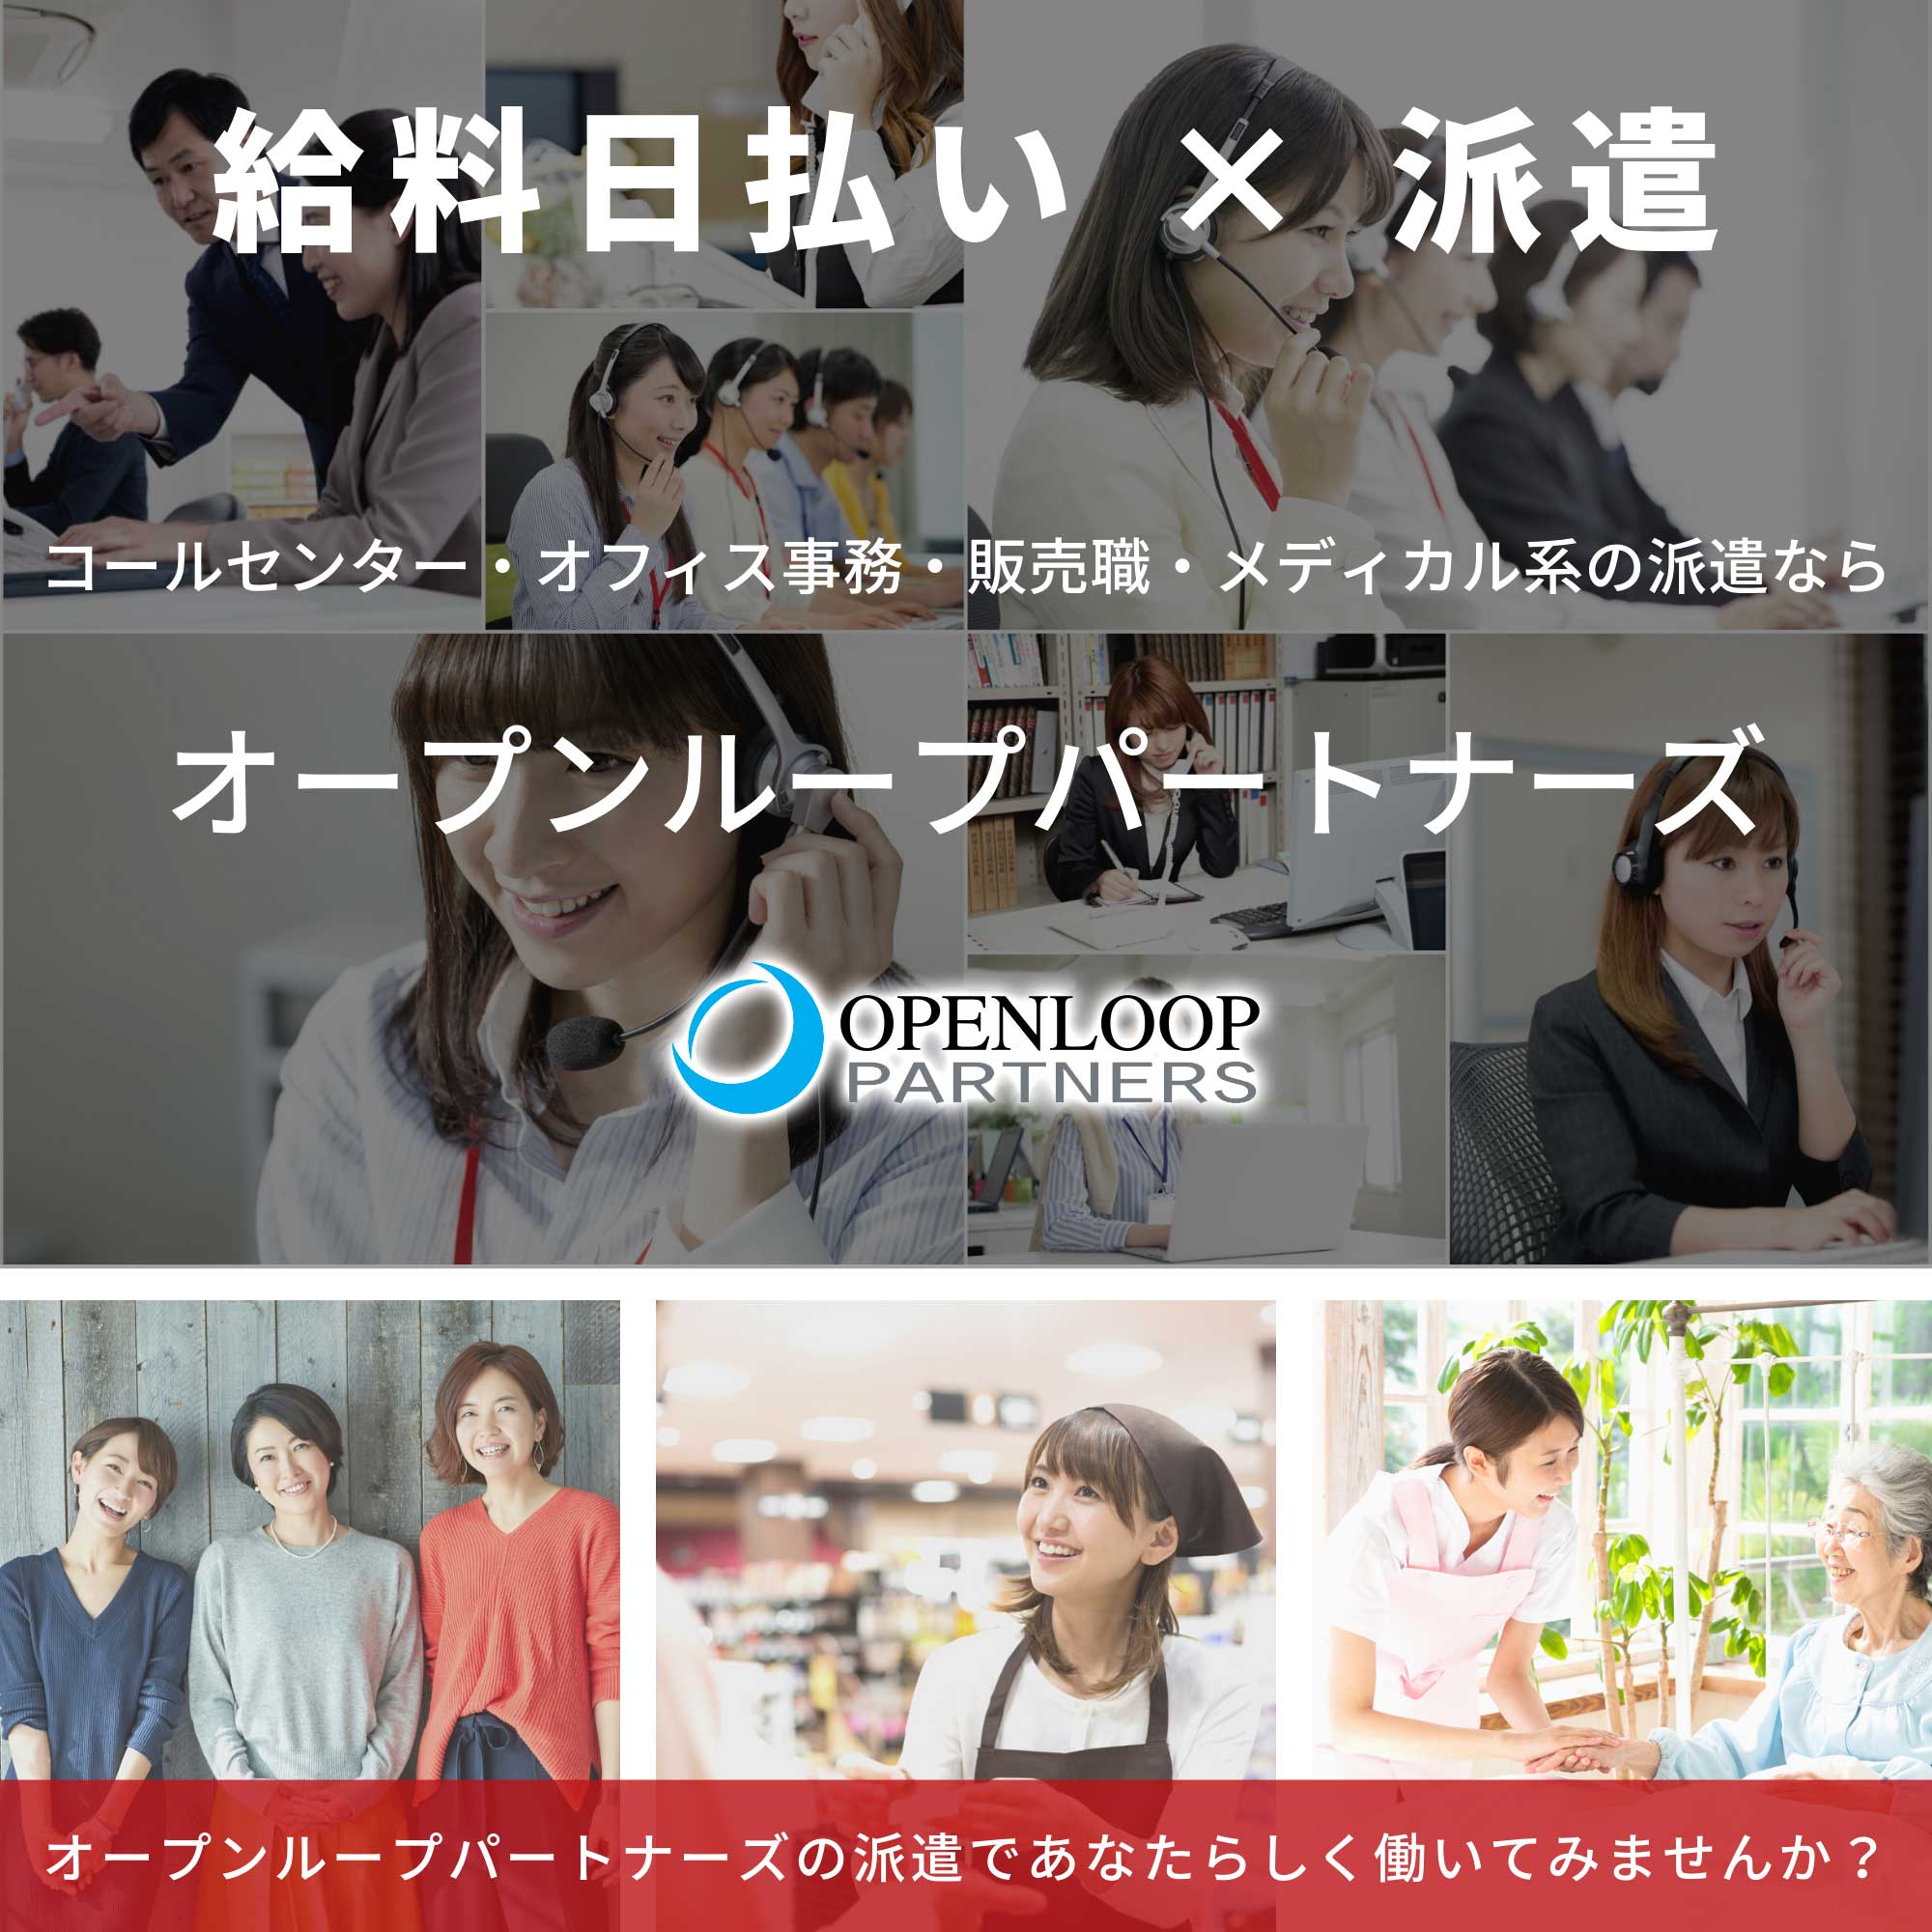 給料日払い × 派遣
コールセンター・オフィス事務・販売職・メディカル系の派遣なら
オープンループパートナーズ
OPENLOOP
PARTNERS
オープンループパートナーズの派遣であなたらしく働いてみませんか？